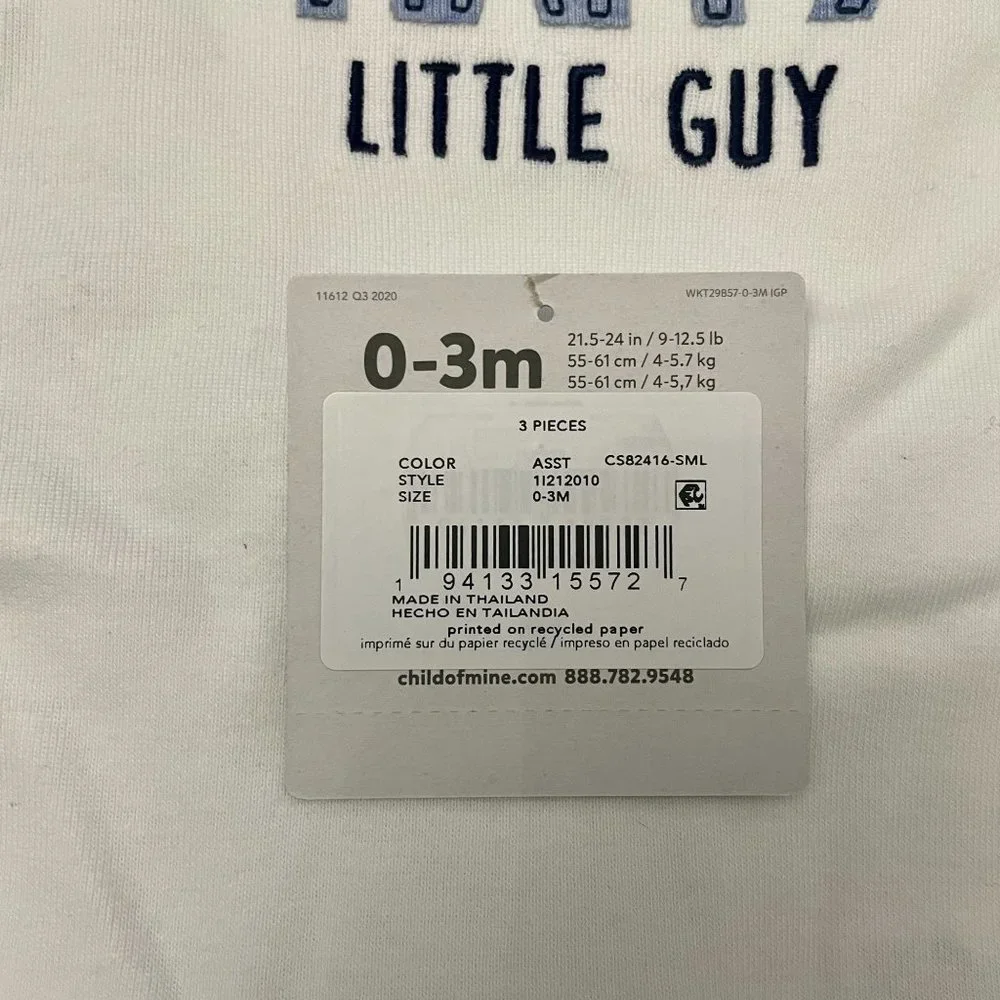 LITTLE GUY
11612 Q3 2020
WKT29B57-0-3M IGP
0-3m
21.5-24 in / 9-12.5 lb
55-61 cm / 4-5.7 kg
55-61 cm / 4-5,7 kg
3 PIECES
COLOR ASST CS82416-SML
STYLE 1I212010
SIZE 0-3M
1 94133 15572 7
MADE IN THAILAND
HECHO EN TAILANDIA
printed on recycled paper
imprimé sur du papier recyclé / impreso en papel reciclado
childofmine.com 888.782.9548